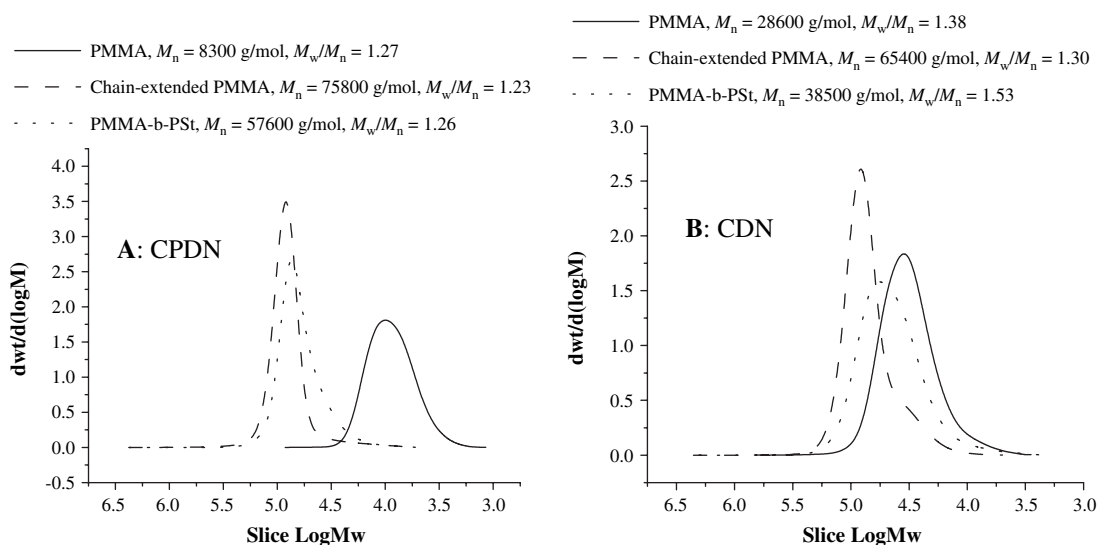 PMMA, Mn = 8300 g/mol, Mw/Mn = 1.27
Chain-extended PMMA, Mn = 75800 g/mol, Mw/Mn = 1.23
PMMA-b-PSt, Mn = 57600 g/mol, Mw/Mn = 1.26
4.0
3.5
3.0
2.5
2.0
1.5
1.0
0.5
0.0
-0.5
dwt/d(logM)
A: CPDN
6.5 6.0 5.5 5.0 4.5 4.0 3.5 3.0
Slice LogMw
PMMA, Mn = 28600 g/mol, Mw/Mn = 1.38
Chain-extended PMMA, Mn = 65400 g/mol, Mw/Mn = 1.30
PMMA-b-PSt, Mn = 38500 g/mol, Mw/Mn = 1.53
3.0
2.5
2.0
1.5
1.0
0.5
0.0
dwt/d(logM)
B: CDN
6.5 6.0 5.5 5.0 4.5 4.0 3.5 3.0
Slice LogMw